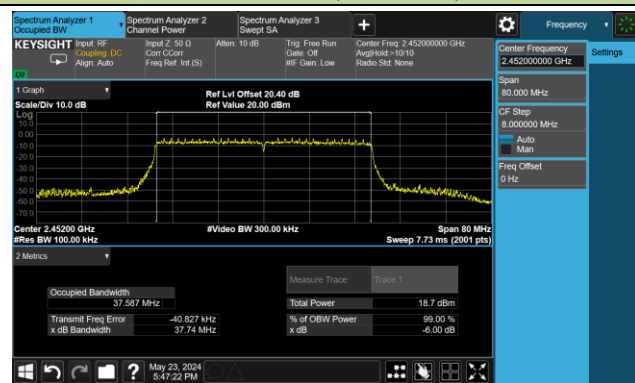 Spectrum Analyzer 1
Occupied BW
Spectrum Analyzer 2
Channel Power
Spectrum Analyzer 3
Swept SA
+
Frequency
KEYSIGHT
Input: RF
Coupling: DC
Align: Auto
Input Z: 50 Ω
Corr CCorr
Freq Ref: Int (S)
Atten: 10 dB
Trig: Free Run
Gate: Off
#IF Gain: Low
Center Freq: 2.452000000 GHz
Avg|Hold:>10/10
Radio Std: None
Center Frequency
2.452000000 GHz
Settings
Span
80.000 MHz
CF Step
8.000000 MHz
Auto
Man
Freq Offset
0 Hz
1 Graph
Scale/Div 10.0 dB
Ref Lvl Offset 20.40 dB
Ref Value 20.00 dBm
Log
10.0
0.00
-10.0
-20.0
-30.0
-40.0
-50.0
-60.0
-70.0
Center 2.45200 GHz
#Res BW 100.00 kHz
#Video BW 300.00 kHz
Span 80 MHz
Sweep 7.73 ms (2001 pts)
2 Metrics
Measure Trace
Trace 1
Occupied Bandwidth
37.587 MHz
Total Power
18.7 dBm
Transmit Freq Error
-40.827 kHz
% of OBW Power
99.00 %
x dB Bandwidth
37.74 MHz
x dB
-6.00 dB
?
May 23, 2024
5:47:22 PM